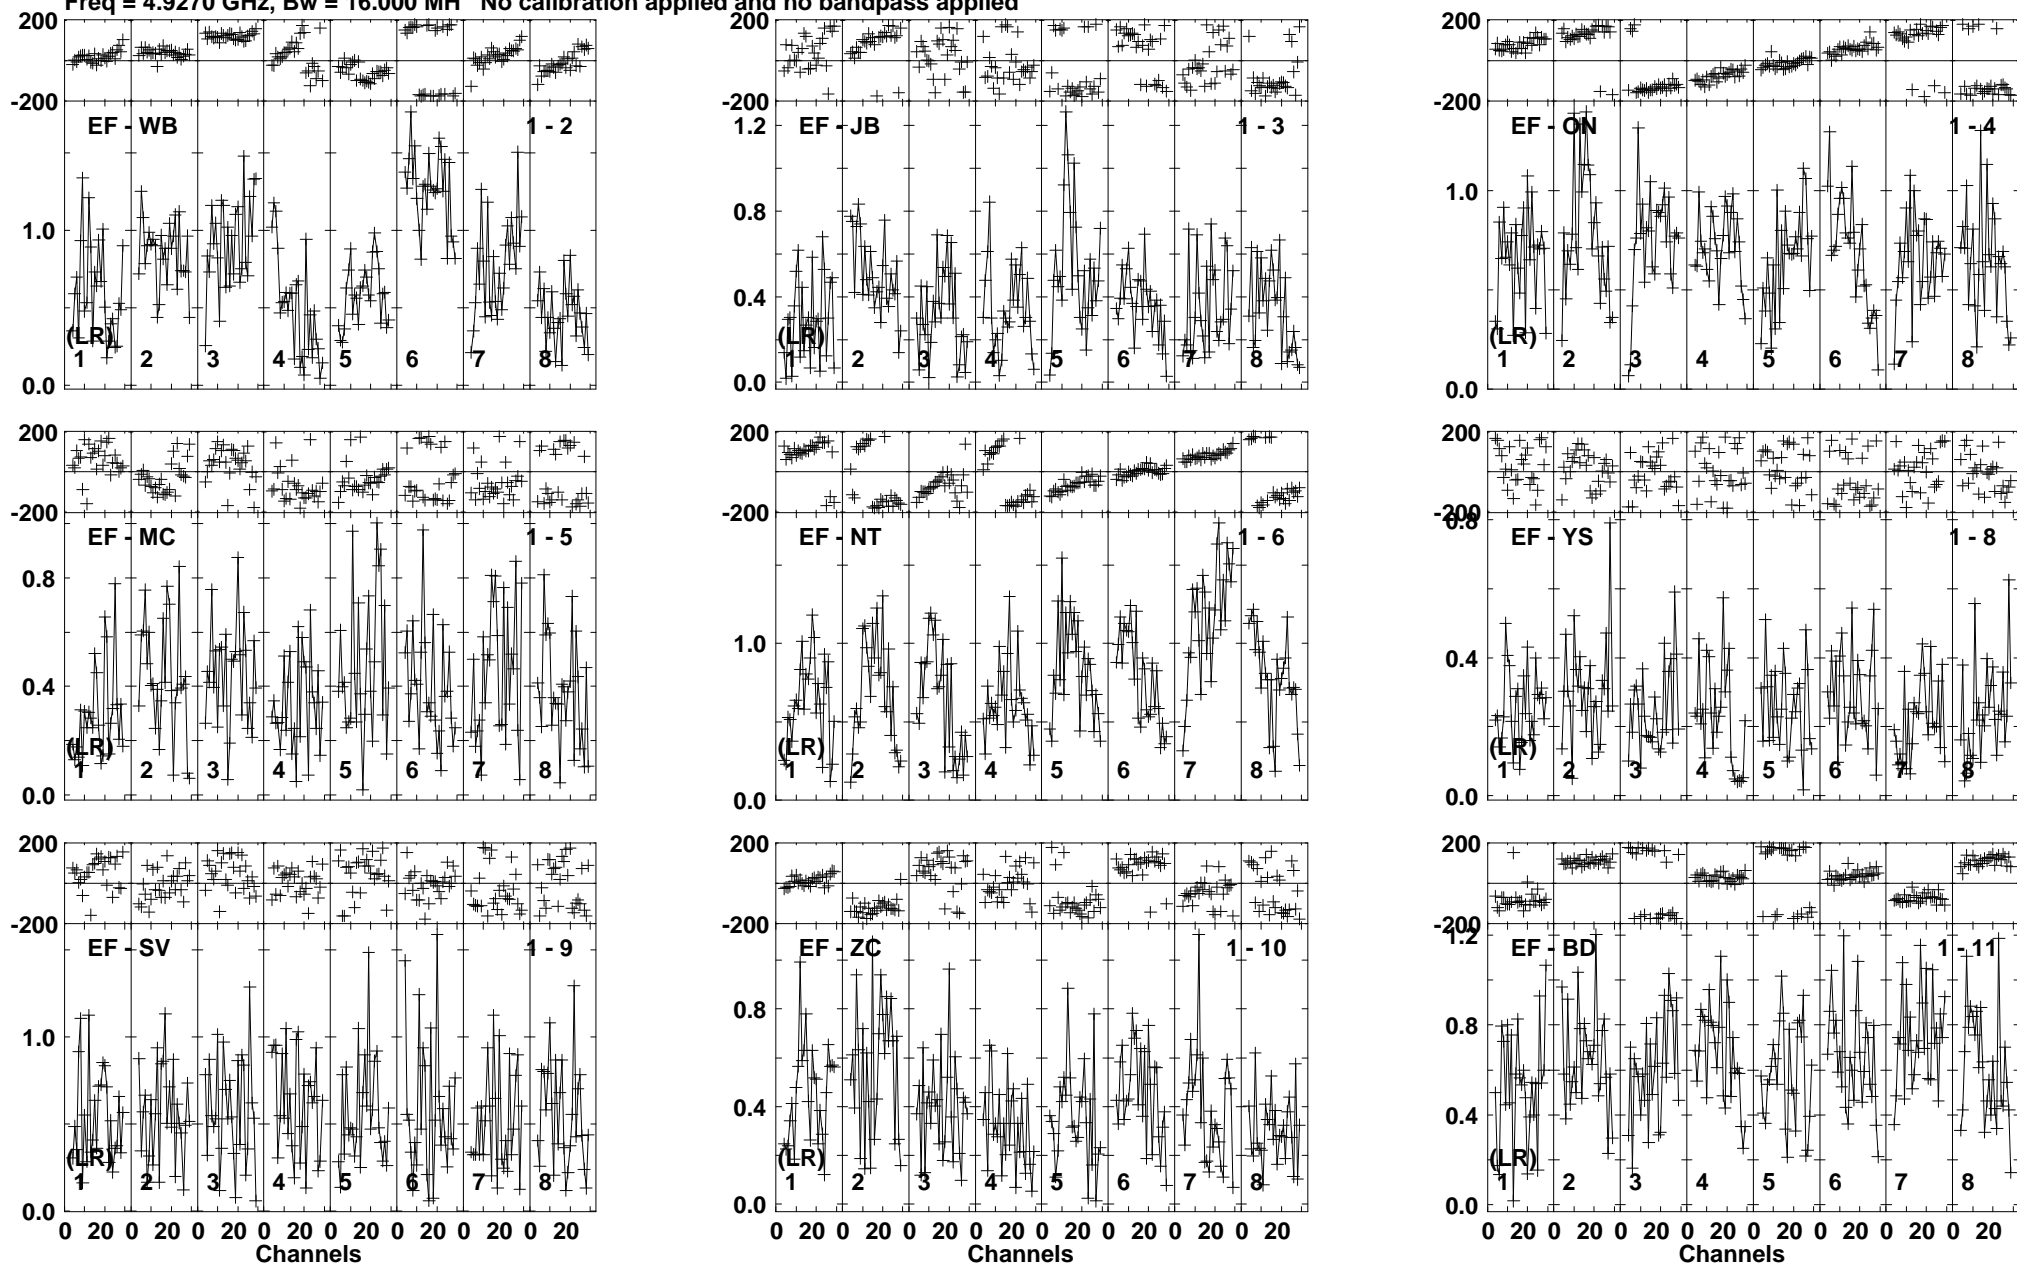 Freq = 4.9270 GHz, Bw = 16.000 MH No calibration applied and no bandpass applied
200 200 200
-200 -200 -200
EF - WB 1 - 2 EF - JB 1 - 3 EF - ON 1 - 4
1.2
1.0 0.8 1.0
0.4
(LR) (LR) (LR)
1 2 3 4 5 6 7 8 1 2 3 4 5 6 7 8 1 2 3 4 5 6 7 8
0.0 0.0 0.0
200 200 200
-200 -200 -200
0.8
EF - MC 1 - 5 EF - NT 1 - 6 EF - YS 1 - 8
0.8 1.0
0.4 0.4
(LR) (LR) (LR)
1 2 3 4 5 6 7 8 1 2 3 4 5 6 7 8 1 2 3 4 5 6 7 8
0.0 0.0 0.0
200 200 200
-200 -200 -200
1.2
EF - SV 1 - 9 EF - ZC 1 - 10 EF - BD 1 - 11
1.0 0.8 0.8
0.4 0.4
(LR) (LR) (LR)
1 2 3 4 5 6 7 8 1 2 3 4 5 6 7 8 1 2 3 4 5 6 7 8
0.0 0.0 0.0
0 20 0 20 0 20 0 20 0 20 0 20 0 20 0 20 0 20 0 20 0 20 0 20 0 20 0 20 0 20 0 20 0 20 0 20 0 20 0 20 0 20 0 20 0 20 0 20
Channels Channels Channels